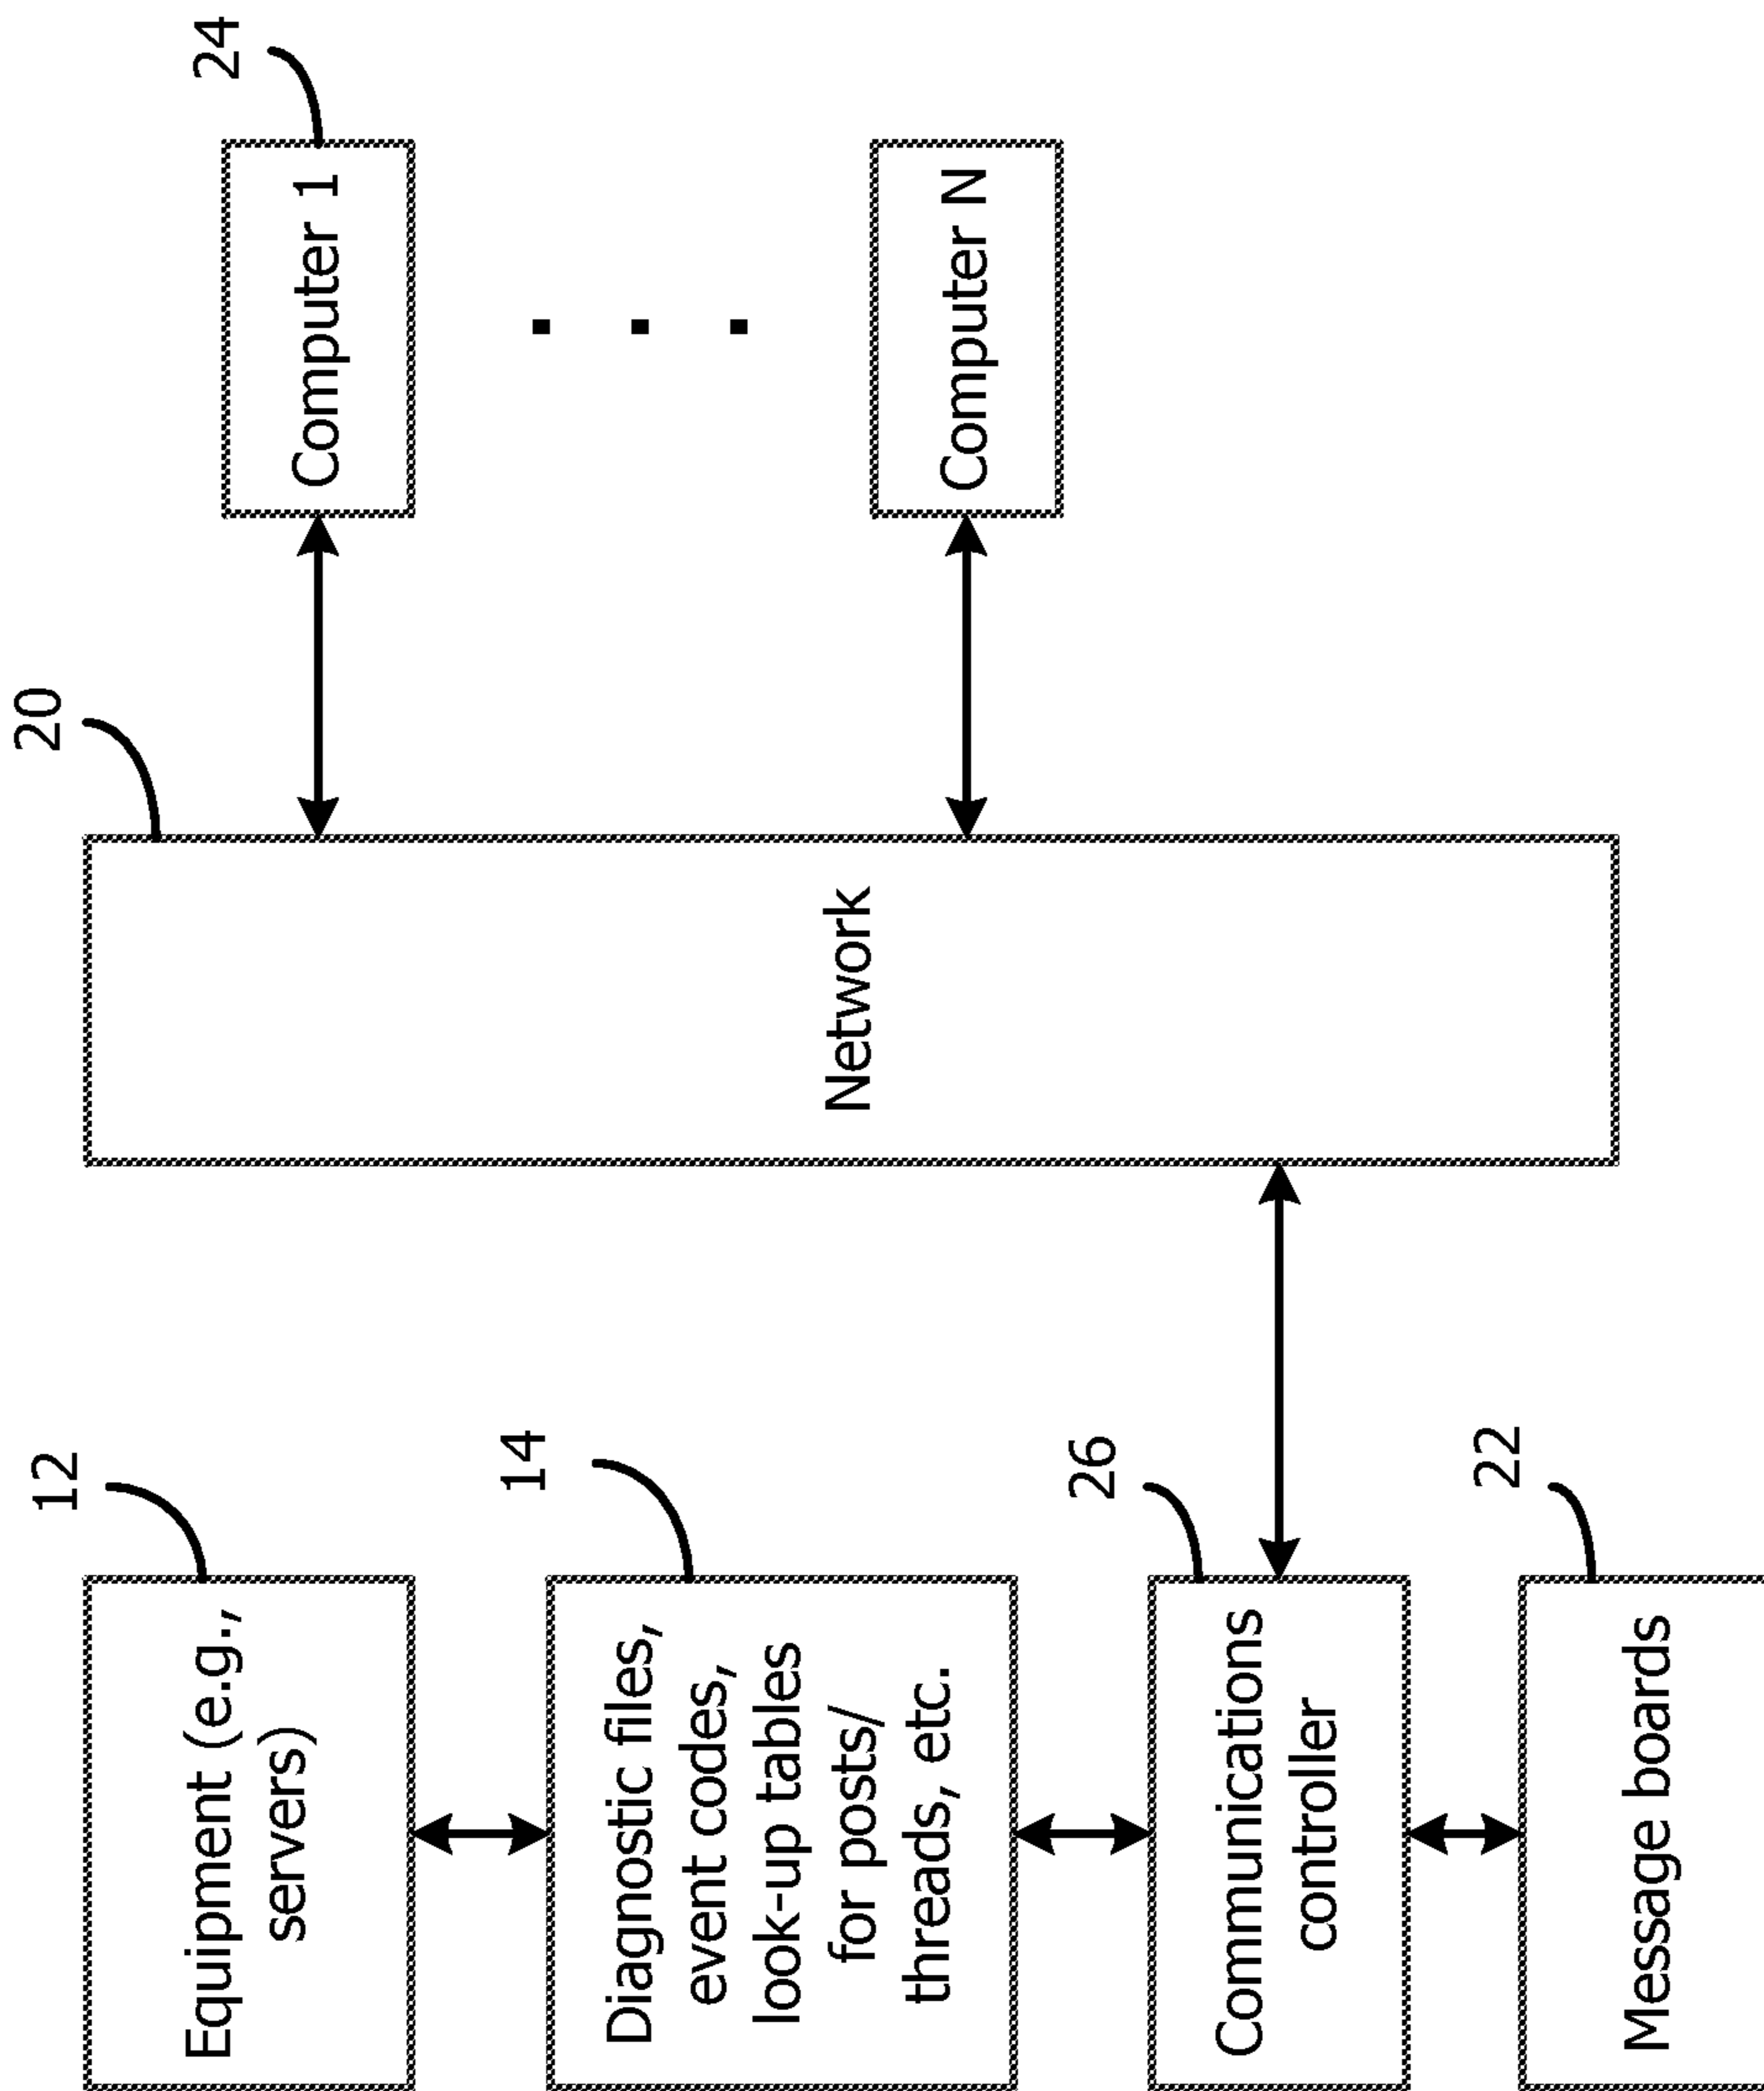 12
Equipment (e.g.,
servers)
14
Diagnostic files,
event codes,
look-up tables
for posts/
threads, etc.
26
Communications
controller
22
Message boards
20
Network
24
Computer 1
. . .
Computer N